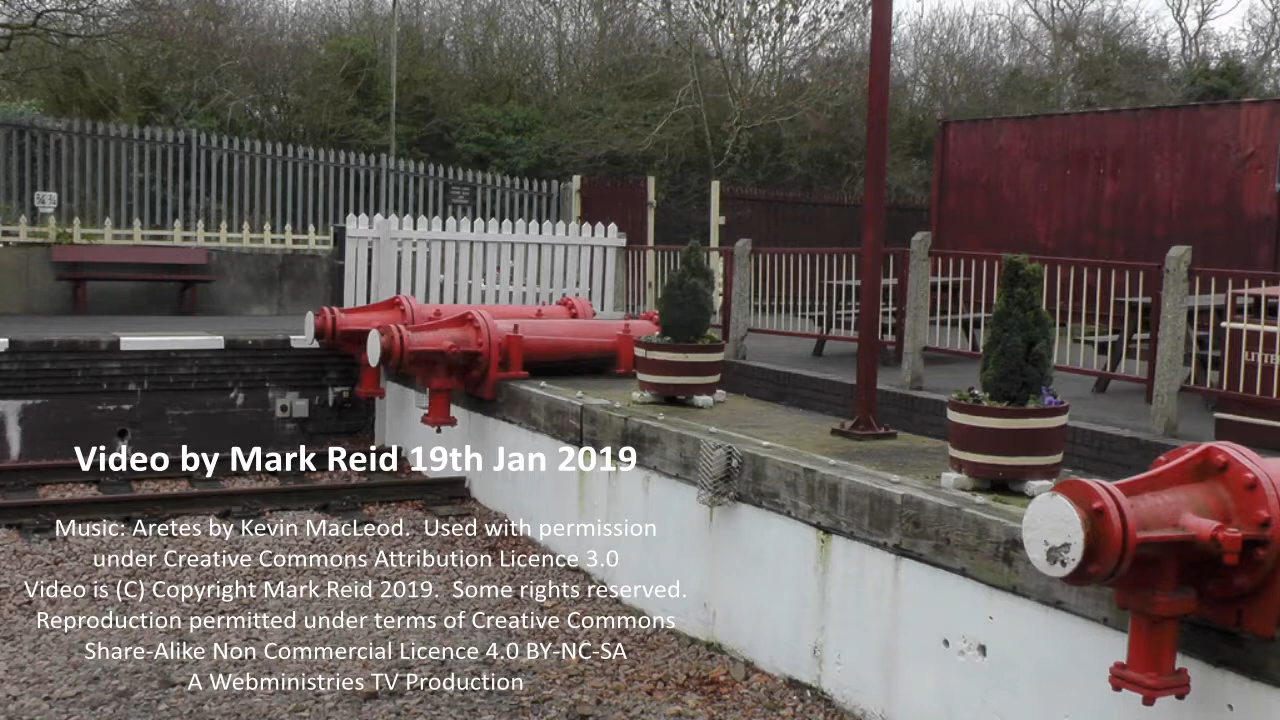 Video by Mark Reid 19th Jan 2019
Music: Aretes by Kevin MacLeod.  Used with permission
under Creative Commons Attribution Licence 3.0
Video is (C) Copyright Mark Reid 2019.  Some rights reserved.
Reproduction permitted under terms of Creative Commons
Share-Alike Non Commercial Licence 4.0 BY-NC-SA
A Webministries TV Production